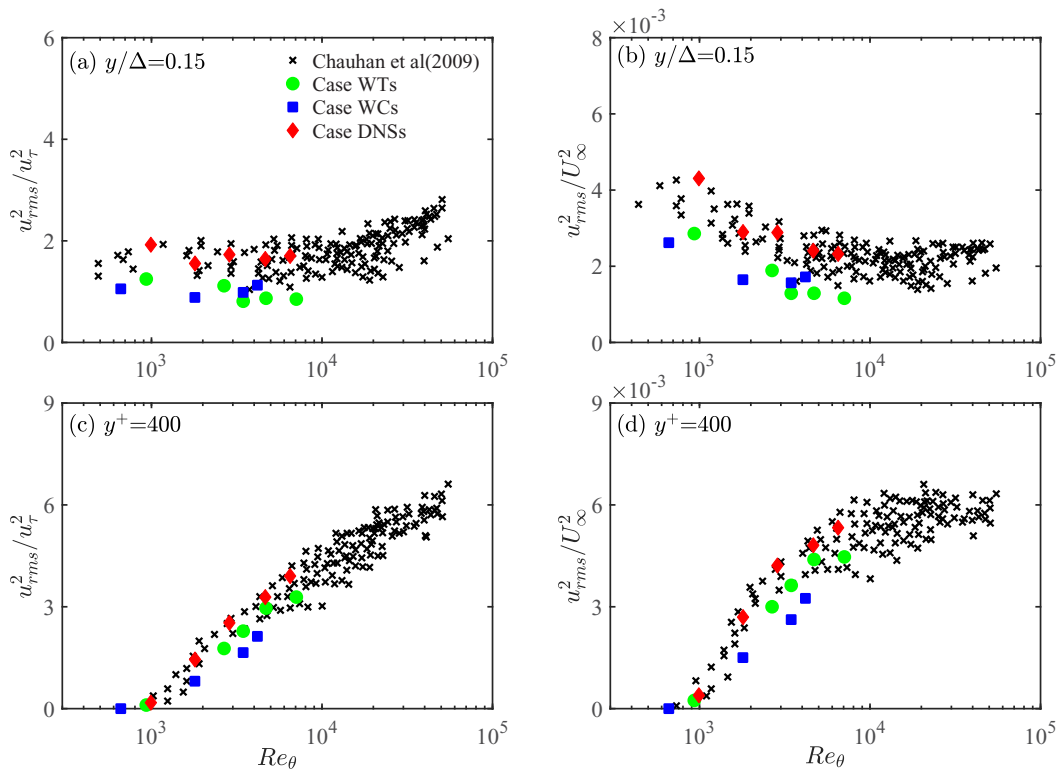 6
4
2
0
(a) y/Δ=0.15
Chauhan et al(2009)
Case WTs
Case WCs
Case DNSs
u²rms/u²τ
10³ 10⁴ 10⁵
×10⁻³
8
6
4
2
0
(b) y/Δ=0.15
u²rms/U²∞
10³ 10⁴ 10⁵
9
6
3
0
(c) y⁺=400
u²rms/u²τ
10³ 10⁴ 10⁵
Reθ
×10⁻³
9
6
3
0
(d) y⁺=400
u²rms/U²∞
10³ 10⁴ 10⁵
Reθ